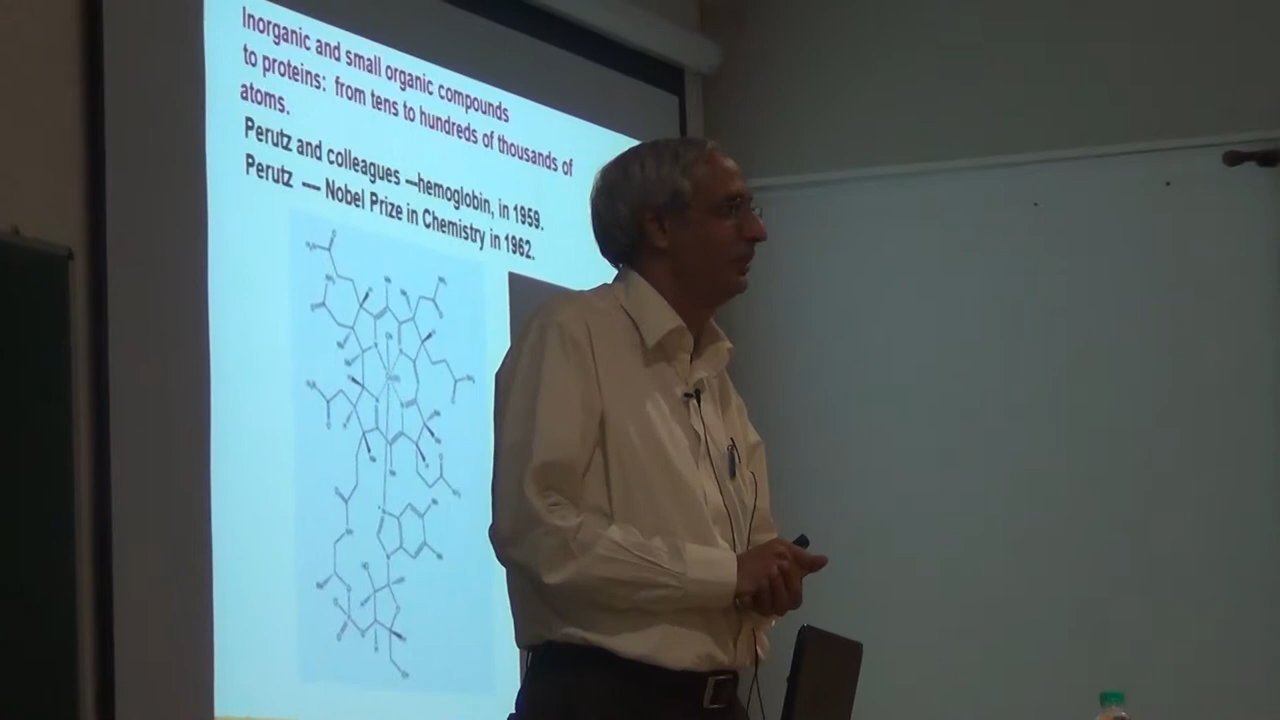 Inorganic and small organic compounds
to proteins: from tens to hundreds of thousands of
atoms.
Perutz and colleagues —hemoglobin, in 1959.
Perutz — Nobel Prize in Chemistry in 1962.